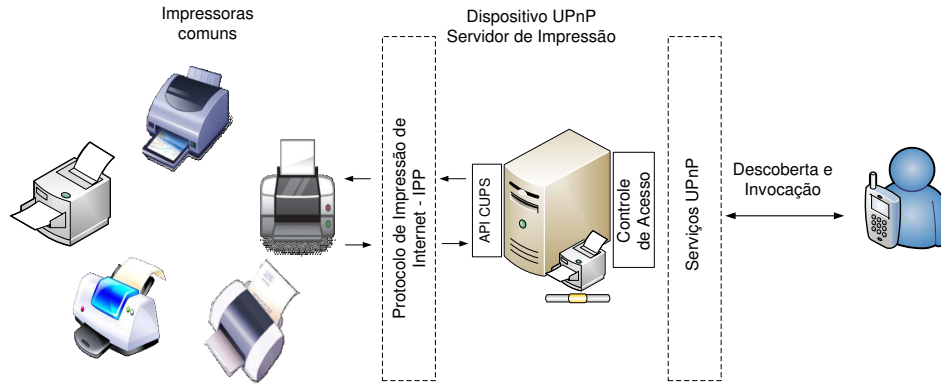 Impressoras
comuns
Dispositivo UPnP
Servidor de Impressão
Protocolo de Impressão de
Internet - IPP
API CUPS
Controle
de Acesso
Serviços UPnP
Descoberta e
Invocação